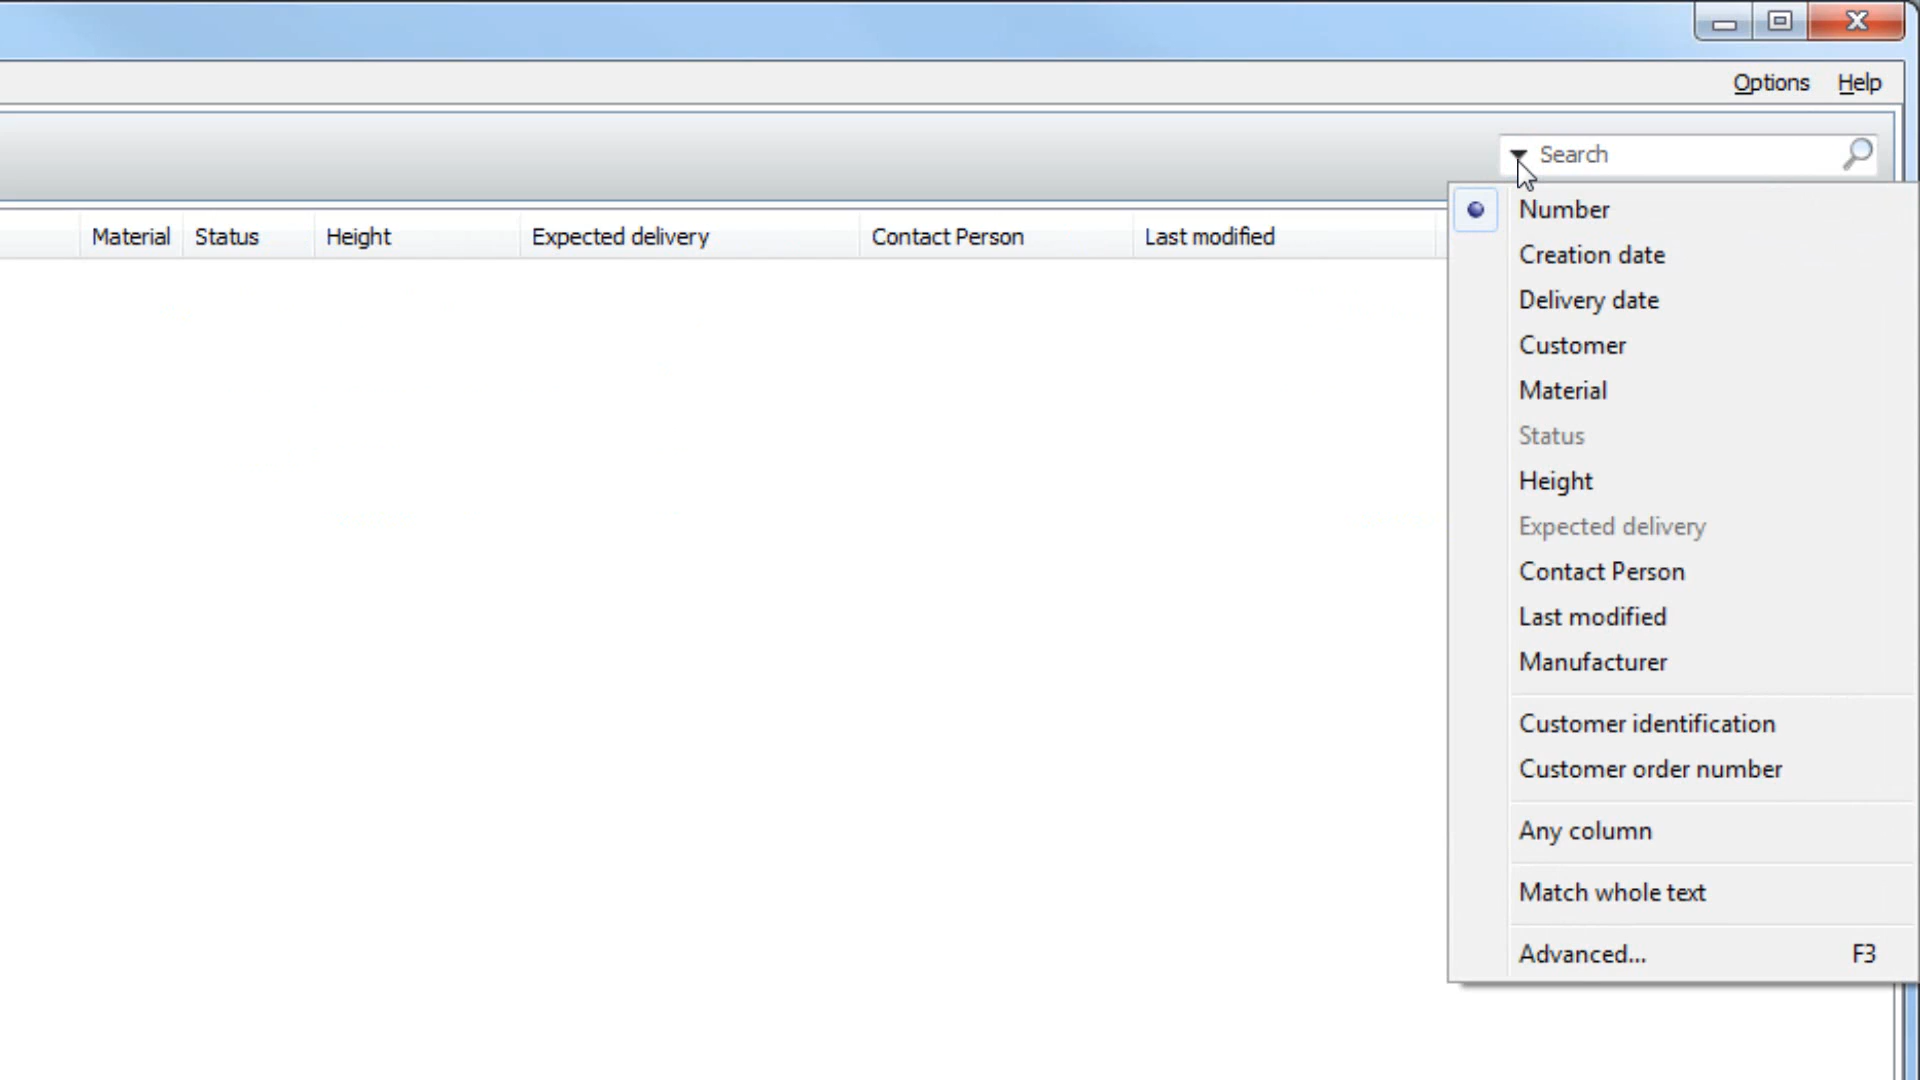 Options Help
Search
Material Status Height Expected delivery Contact Person Last modified
Number
Creation date
Delivery date
Customer
Material
Status
Height
Expected delivery
Contact Person
Last modified
Manufacturer
Customer identification
Customer order number
Any column
Match whole text
Advanced... F3